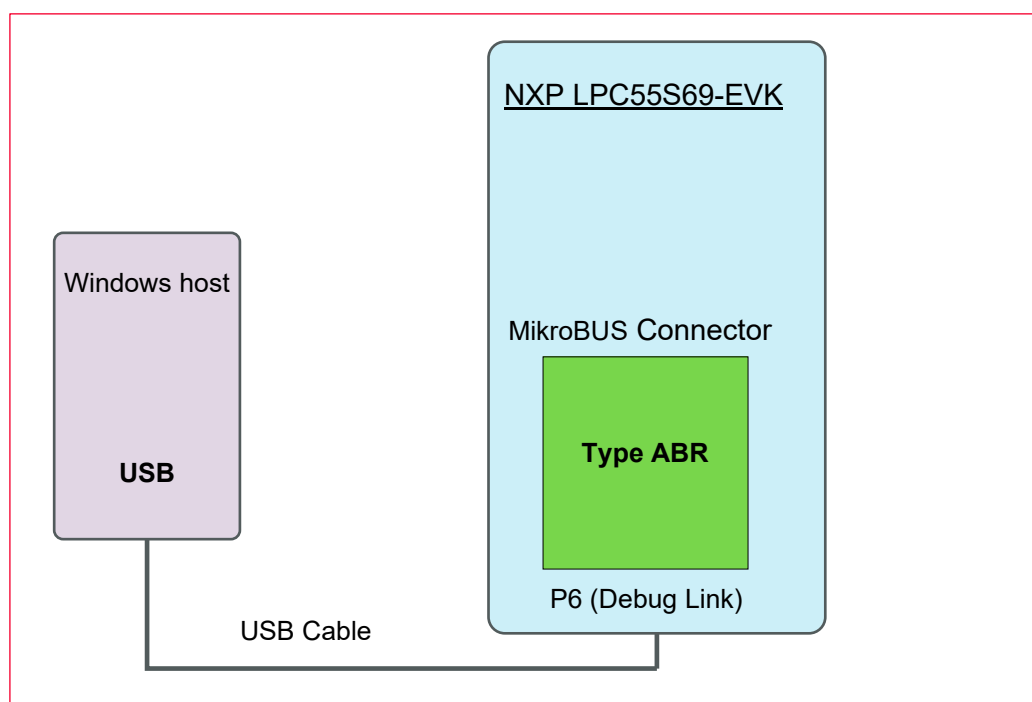 NXP LPC55S69-EVK
Windows host
MikroBUS Connector
Type ABR
USB
P6 (Debug Link)
USB Cable